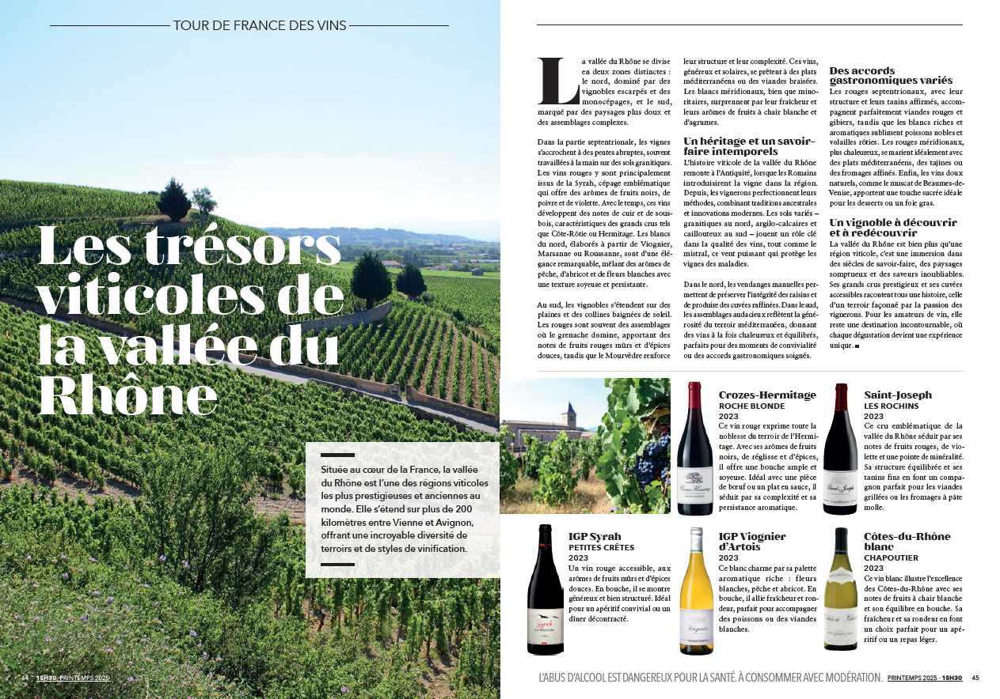 TOUR DE FRANCE DES VINS
Les trésors
viticoles de
la vallée du
Rhône
Située au cœur de la France, la vallée
du Rhône est l'une des régions viticoles
les plus prestigieuses et anciennes au
monde. Elle s'étend sur plus de 200
kilomètres entre Vienne et Avignon,
offrant une incroyable diversité de
terroirs et de styles de vinification.
44 15H30 · PRINTEMPS 2025
La vallée du Rhône se divise
en deux zones distinctes :
le nord, dominé par des
vignobles escarpés et des
monocépages, et le sud,
marqué par des paysages plus doux et
des assemblages complexes.
Dans la partie septentrionale, les vignes
s'accrochent à des pentes abruptes, souvent
travaillées à la main sur des sols granitiques.
Les vins rouges y sont principalement
issus de la Syrah, cépage emblématique
qui offre des arômes de fruits noirs, de
poivre et de violette. Avec le temps, ces vins
développent des notes de cuir et de sous-
bois, caractéristiques des grands crus tels
que Côte-Rôtie ou Hermitage. Les blancs
du nord, élaborés à partir de Viognier,
Marsanne ou Roussanne, sont d'une élé-
gance remarquable, mêlant des arômes de
pêche, d'abricot et de fleurs blanches avec
une texture soyeuse et persistante.
Au sud, les vignobles s'étendent sur des
plaines et des collines baignées de soleil.
Les rouges sont souvent des assemblages
où le grenache domine, apportant des
notes de fruits rouges mûrs et d'épices
douces, tandis que le Mourvèdre renforce
leur structure et leur complexité. Ces vins,
généreux et solaires, se prêtent à des plats
méditerranéens ou des viandes braisées.
Les blancs méridionaux, bien que mino-
ritaires, surprennent par leur fraîcheur et
leurs arômes de fruits à chair blanche et
d'agrumes.
Un héritage et un savoir-
faire intemporels
L'histoire viticole de la vallée du Rhône
remonte à l'Antiquité, lorsque les Romains
introduisirent la vigne dans la région.
Depuis, les vignerons perfectionnent leurs
méthodes, combinant traditions ancestrales
et innovations modernes. Les sols variés –
granitiques au nord, argilo-calcaires et
caillouteux au sud – jouent un rôle clé
dans la qualité des vins, tout comme le
mistral, ce vent puissant qui protège les
vignes des maladies.
Dans le nord, les vendanges manuelles per-
mettent de préserver l'intégrité des raisins et
de produire des cuvées raffinées. Dans le sud,
les assemblages audacieux reflètent la géné-
rosité du terroir méditerranéen, donnant
des vins à la fois chaleureux et équilibrés,
parfaits pour des moments de convivialité
ou des accords gastronomiques soignés.
Des accords
gastronomiques variés
Les rouges septentrionaux, avec leur
structure et leurs tanins affirmés, accom-
pagnent parfaitement viandes rouges et
gibiers, tandis que les blancs riches et
aromatiques subliment poissons nobles et
volailles rôties. Les rouges méridionaux,
plus chaleureux, se marient idéalement avec
des plats méditerranéens, des tajines ou
des fromages affinés. Enfin, les vins doux
naturels, comme le muscat de Beaumes-de-
Venise, apportent une touche sucrée idéale
pour les desserts ou un foie gras.
Un vignoble à découvrir
et à redécouvrir
La vallée du Rhône est bien plus qu'une
région viticole, c'est une immersion dans
des siècles de savoir-faire, des paysages
somptueux et des saveurs inoubliables.
Ses grands crus prestigieux et ses cuvées
accessibles racontent tous une histoire, celle
d'un terroir façonné par la passion des
vignerons. Pour les amateurs de vin, elle
reste une destination incontournable, où
chaque dégustation devient une expérience
unique. ■
Crozes-Hermitage
ROCHE BLONDE
2023
Ce vin rouge exprime toute la
noblesse du terroir de l'Hermi-
tage. Avec ses arômes de fruits
noirs, de réglisse et d'épices,
il offre une bouche ample et
soyeuse. Idéal avec une pièce
de bœuf ou un plat en sauce, il
séduit par sa complexité et sa
persistance aromatique.
Saint-Joseph
LES ROCHINS
2023
Ce cru emblématique de la
vallée du Rhône séduit par ses
notes de fruits rouges, de vio-
lette et une pointe de minéralité.
Sa structure équilibrée et ses
tanins fins en font un compa-
gnon parfait pour les viandes
grillées ou les fromages à pâte
molle.
IGP Syrah
PETITES CRÊTES
2023
Un vin rouge accessible, aux
arômes de fruits mûrs et d'épices
douces. En bouche, il se montre
généreux et bien structuré. Idéal
pour un apéritif convivial ou un
dîner décontracté.
Syrah
IGP Viognier
d'Artois
2023
Ce blanc charme par sa palette
aromatique riche : fleurs
blanches, pêche et abricot. En
bouche, il allie fraîcheur et ron-
deur, parfait pour accompagner
des poissons ou des viandes
blanches.
Viognier
Côtes-du-Rhône
blanc
CHAPOUTIER
2023
Ce vin blanc illustre l'excellence
des Côtes-du-Rhône avec ses
notes de fruits à chair blanche
et son équilibre en bouche. Sa
fraîcheur et sa rondeur en font
un choix parfait pour un apé-
ritif ou un repas léger.
L'ABUS D'ALCOOL EST DANGEREUX POUR LA SANTÉ. À CONSOMMER AVEC MODÉRATION.
PRINTEMPS 2025 · 15H30 45